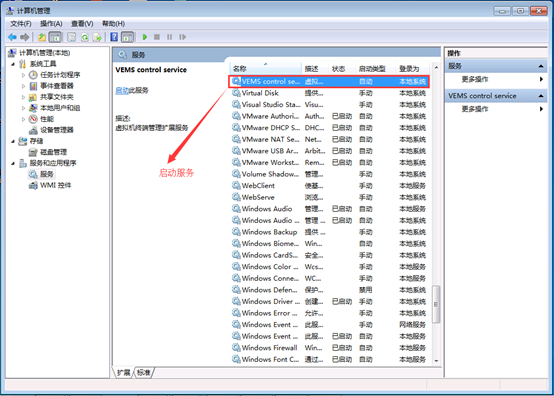 计算机管理
文件(F) 操作(A) 查看(V) 帮助(H)
计算机管理(本地)
系统工具
任务计划程序
事件查看器
共享文件夹
本地用户和组
性能
设备管理器
存储
磁盘管理
服务和应用程序
服务
WMI 控件
服务
VEMS control service
启动此服务
描述:
虚拟机终端管理扩展服务
启动服务
名称 描述 状态 启动类型 登录为
VEMS control se... 虚拟... 自动 本地系统
Virtual Disk 提供... 手动 本地系统
Visual Studio Sta... Visu... 手动 本地系统
VMware Authori... Auth... 已启动 自动 本地系统
VMware DHCP S... DHC... 已启动 自动 本地系统
VMware NAT Se... Net... 已启动 自动 本地系统
VMware USB Ar... Arbit... 已启动 自动 本地系统
VMware Workst... Rem... 已启动 自动 本地系统
Volume Shadow... 管理... 手动 本地系统
WebClient 使基... 手动 本地服务
WebServe 浏览... 手动 本地系统
Windows Audio 管理... 已启动 自动 本地服务
Windows Audio ... 管理 ... 已启动 自动 本地系统
Windows Backup 提供 ... 手动 本地系统
Windows Biome... Win... 手动 本地系统
Windows CardS... 安全... 手动 本地系统
Windows Color ... Wcs... 手动 本地服务
Windows Conne... WC... 手动 本地服务
Windows Defen... 保护... 禁用 本地系统
Windows Driver ... 创建... 已启动 自动 本地系统
Windows Error ... 允许... 手动 本地系统
Windows Event ... 此服... 手动 网络服务
Windows Event ... 此服... 已启动 自动 本地服务
Windows Firewall Win... 已启动 自动 本地服务
Windows Font C... 通过... 已启动 自动 本地服务
扩展 标准
操作
服务
更多操作
VEMS control service
更多操作